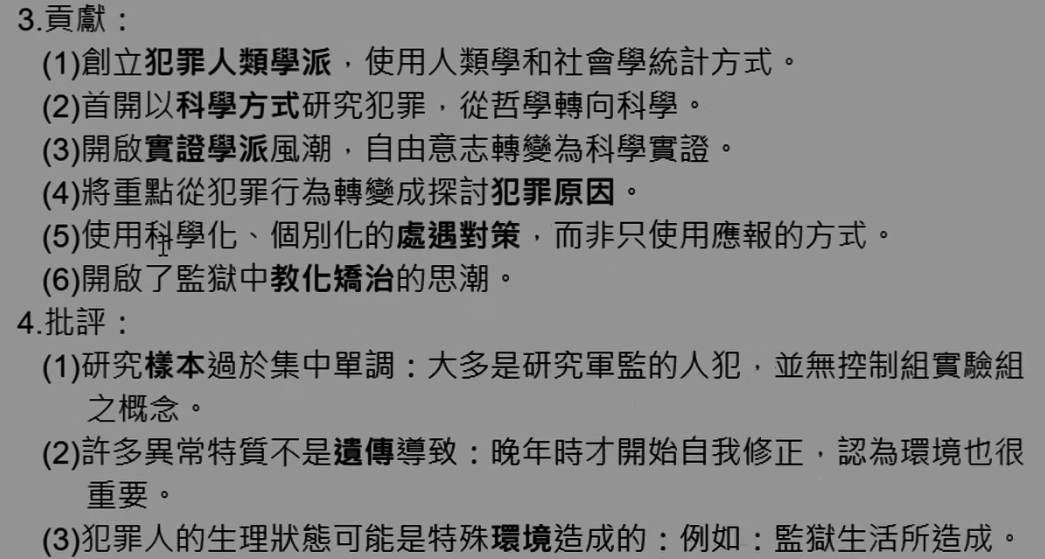 3.貢獻：
(1)創立犯罪人類學派，使用人類學和社會學統計方式。
(2)首開以科學方式研究犯罪，從哲學轉向科學。
(3)開啟實證學派風潮，自由意志轉變為科學實證。
(4)將重點從犯罪行為轉變成探討犯罪原因。
(5)使用科學化、個別化的處遇對策，而非只使用應報的方式。
(6)開啟了監獄中教化矯治的思潮。
4.批評：
(1)研究樣本過於集中單調：大多是研究軍監的人犯，並無控制組實驗組
之概念。
(2)許多異常特質不是遺傳導致：晚年時才開始自我修正，認為環境也很
重要。
(3)犯罪人的生理狀態可能是特殊環境造成的：例如：監獄生活所造成。